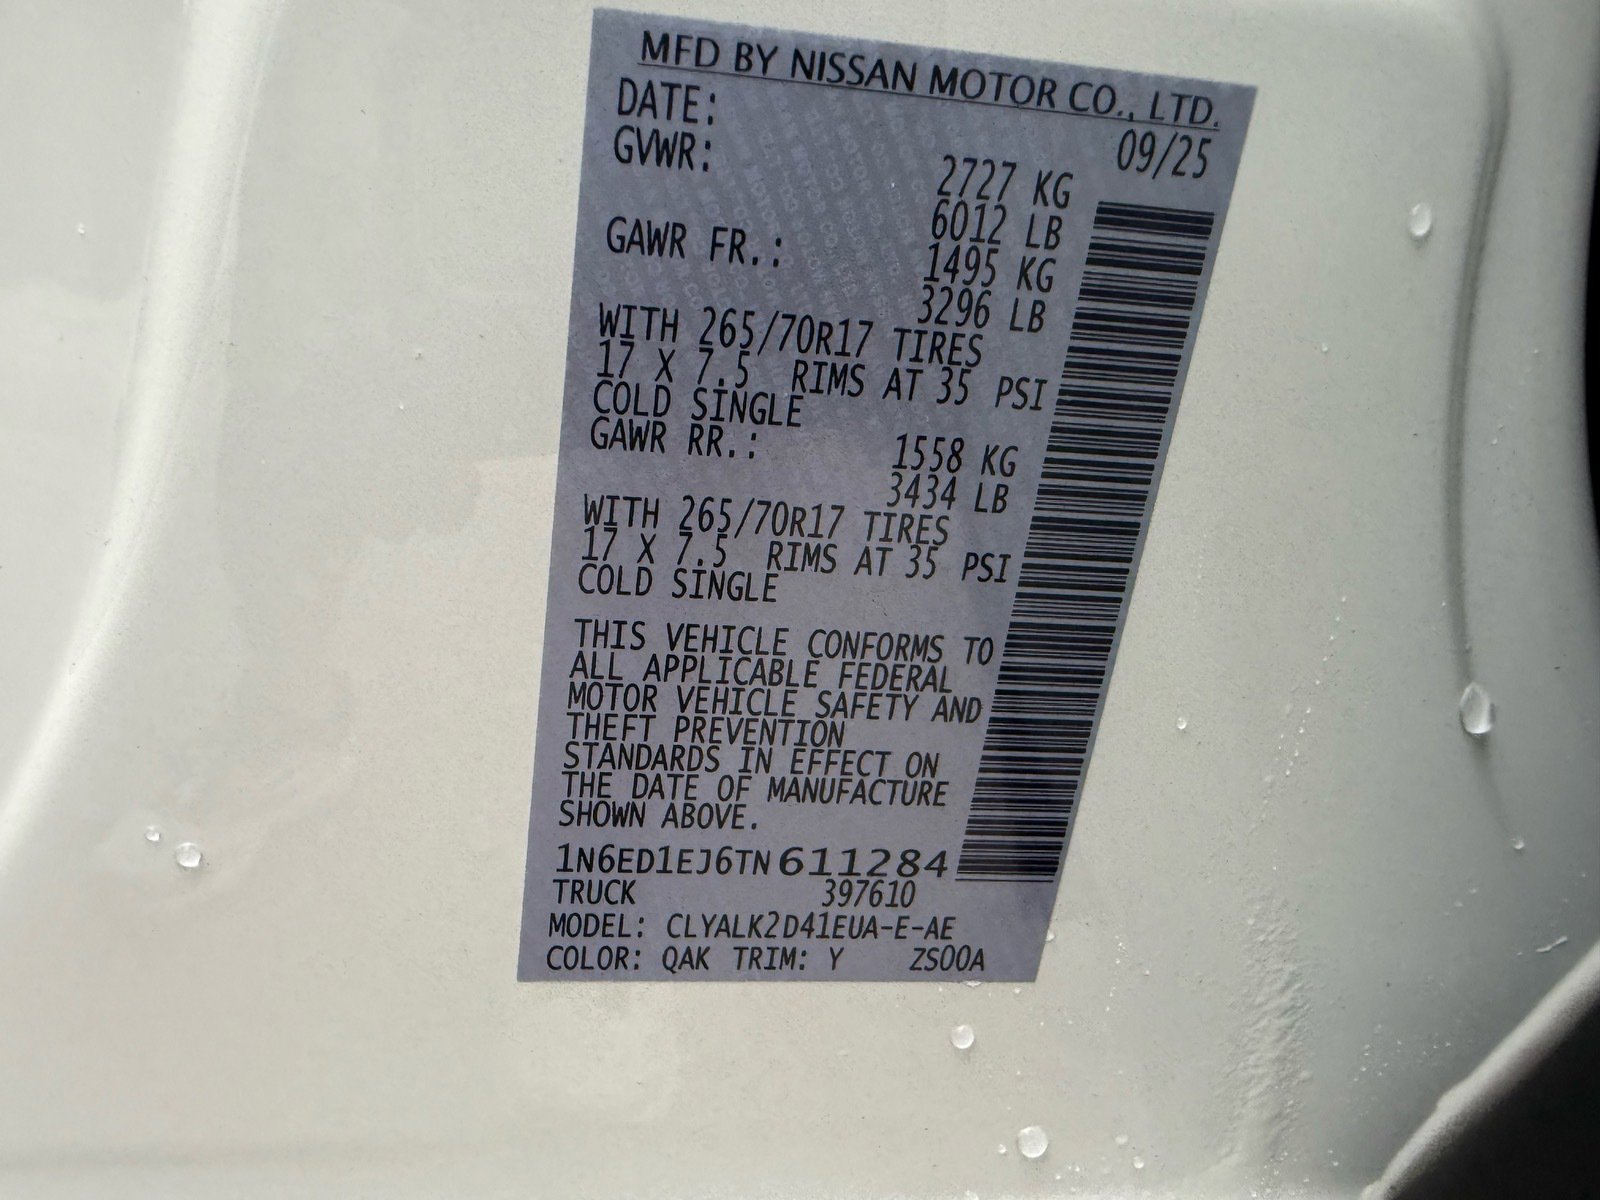 MFD BY NISSAN MOTOR CO., LTD.
DATE: 09/25
GVWR: 2727 KG
6012 LB
GAWR FR.: 1495 KG
3296 LB
WITH 265/70R17 TIRES
17 X 7.5 RIMS AT 35 PSI
COLD SINGLE
GAWR RR.: 1558 KG
3434 LB
WITH 265/70R17 TIRES
17 X 7.5 RIMS AT 35 PSI
COLD SINGLE
THIS VEHICLE CONFORMS TO
ALL APPLICABLE FEDERAL
MOTOR VEHICLE SAFETY AND
THEFT PREVENTION
STANDARDS IN EFFECT ON
THE DATE OF MANUFACTURE
SHOWN ABOVE.
1N6ED1EJ6TN611284
TRUCK 397610
MODEL: CLYALK2D41EUA-E-AE
COLOR: QAK TRIM: Y ZS00A